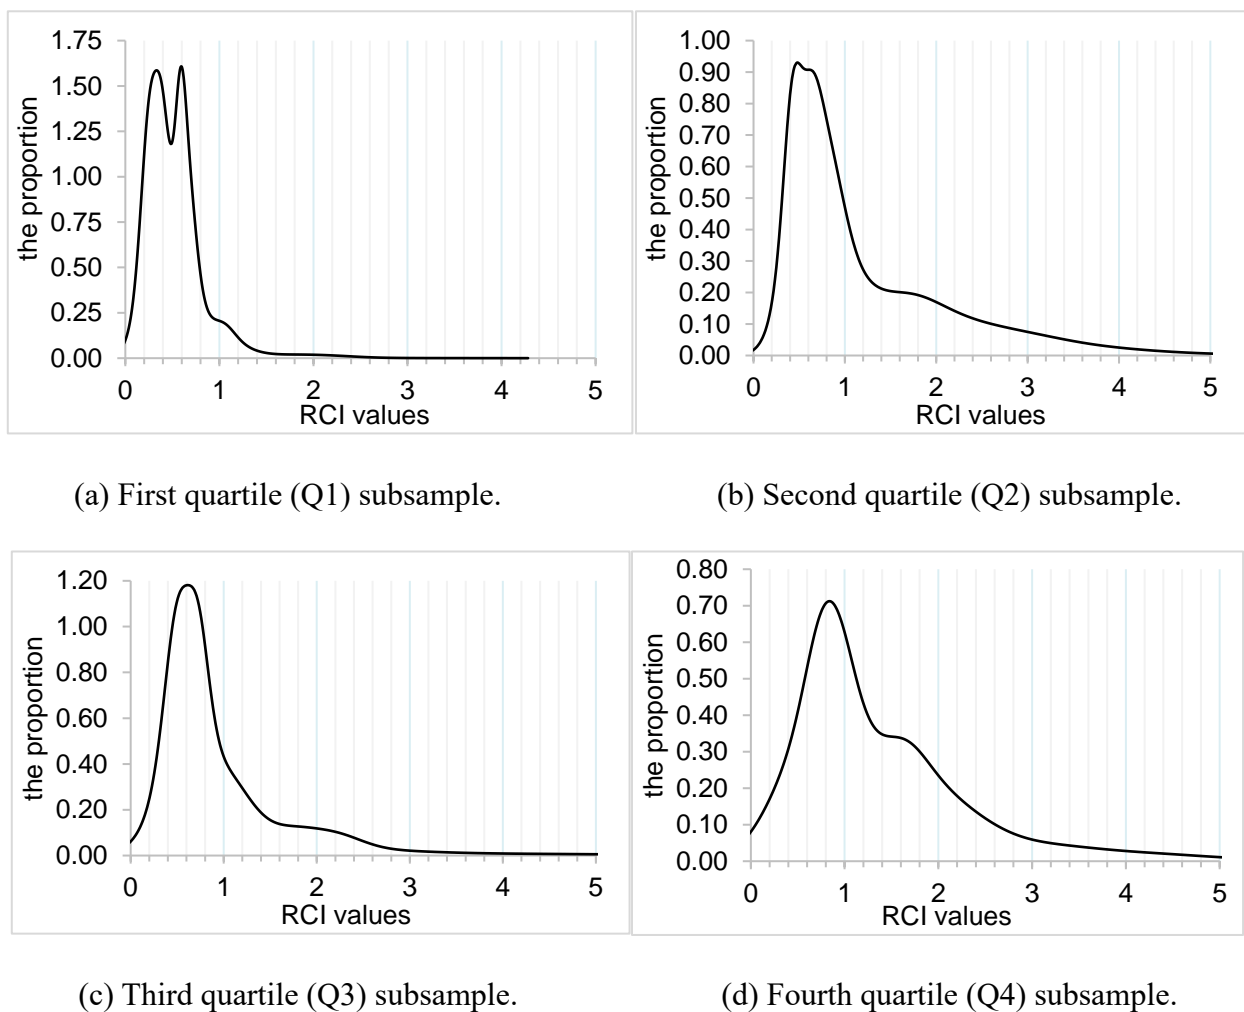 1.75
1.50
1.25
1.00
0.75
0.50
0.25
0.00
the proportion
0 1 2 3 4 5
RCI values
(a) First quartile (Q1) subsample.
1.00
0.90
0.80
0.70
0.60
0.50
0.40
0.30
0.20
0.10
0.00
the proportion
0 1 2 3 4 5
RCI values
(b) Second quartile (Q2) subsample.
1.20
1.00
0.80
0.60
0.40
0.20
0.00
the proportion
0 1 2 3 4 5
RCI values
(c) Third quartile (Q3) subsample.
0.80
0.70
0.60
0.50
0.40
0.30
0.20
0.10
0.00
the proportion
0 1 2 3 4 5
RCI values
(d) Fourth quartile (Q4) subsample.